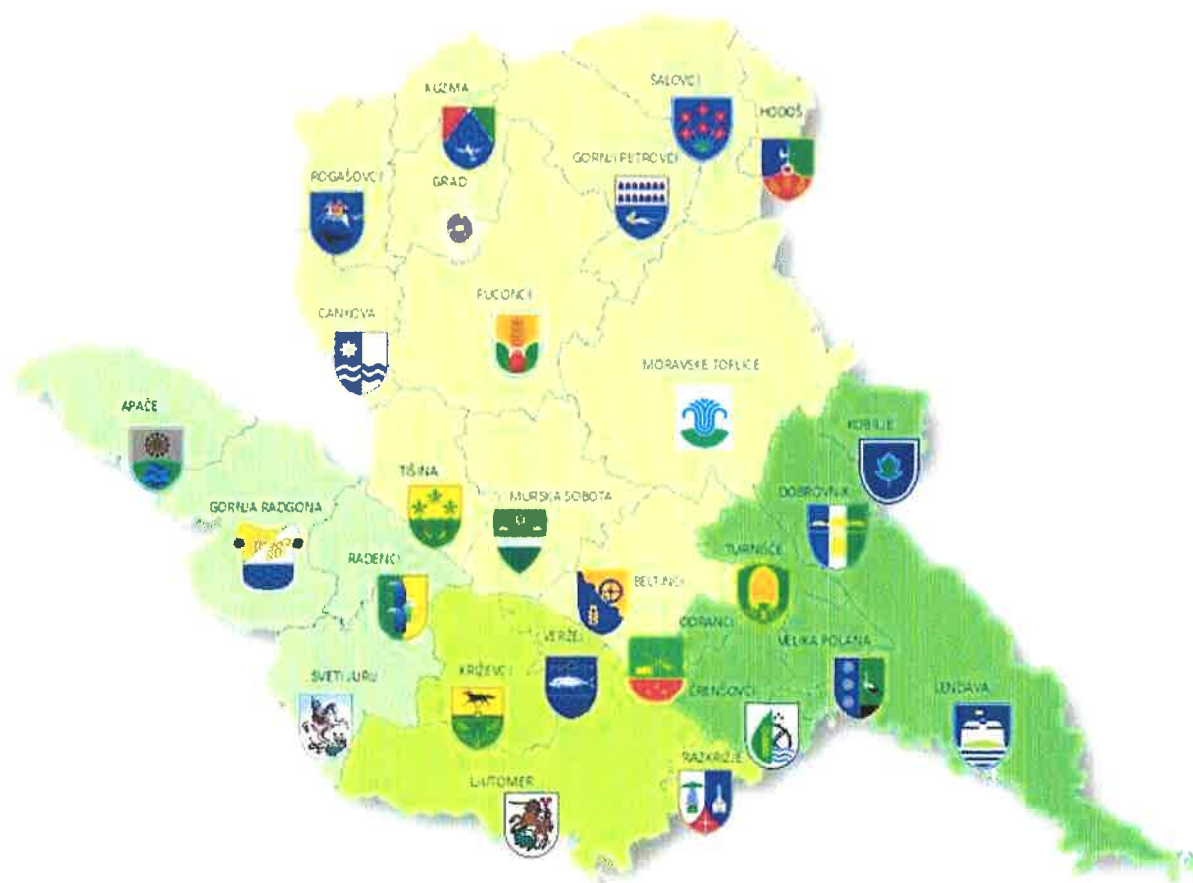 KUZMA
ŠALOVCI
HODOŠ
GORNJI PETROVCI
ROGAŠOVCI
GRAD
PUCONCI
CANKOVA
MORAVSKE TOPLICE
APAČE
KOBILJE
TIŠINA
MURSKA SOBOTA
DOBROVNIK
GORNJA RADGONA
RADENCI
TURNIŠČE
BELTINCI
ODRANCI
VERŽEJ
VELIKA POLANA
SVETI JURIJ
KRIŽEVCI
ČRENŠOVCI
LENDAVA
RAZKRIŽJE
LJUTOMER